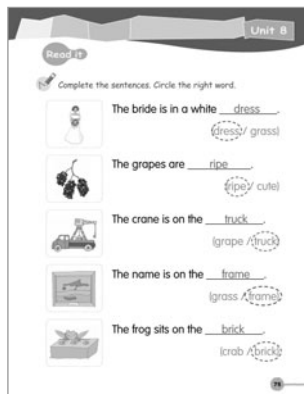 Unit 8
Read it
Complete the sentences. Circle the right word.
The bride is in a white dress.
(dress / grass)
The grapes are ripe.
(ripe / cute)
The crane is on the truck.
(grape / truck)
The name is on the frame.
(grass / frame)
The frog sits on the brick.
(crab / brick)